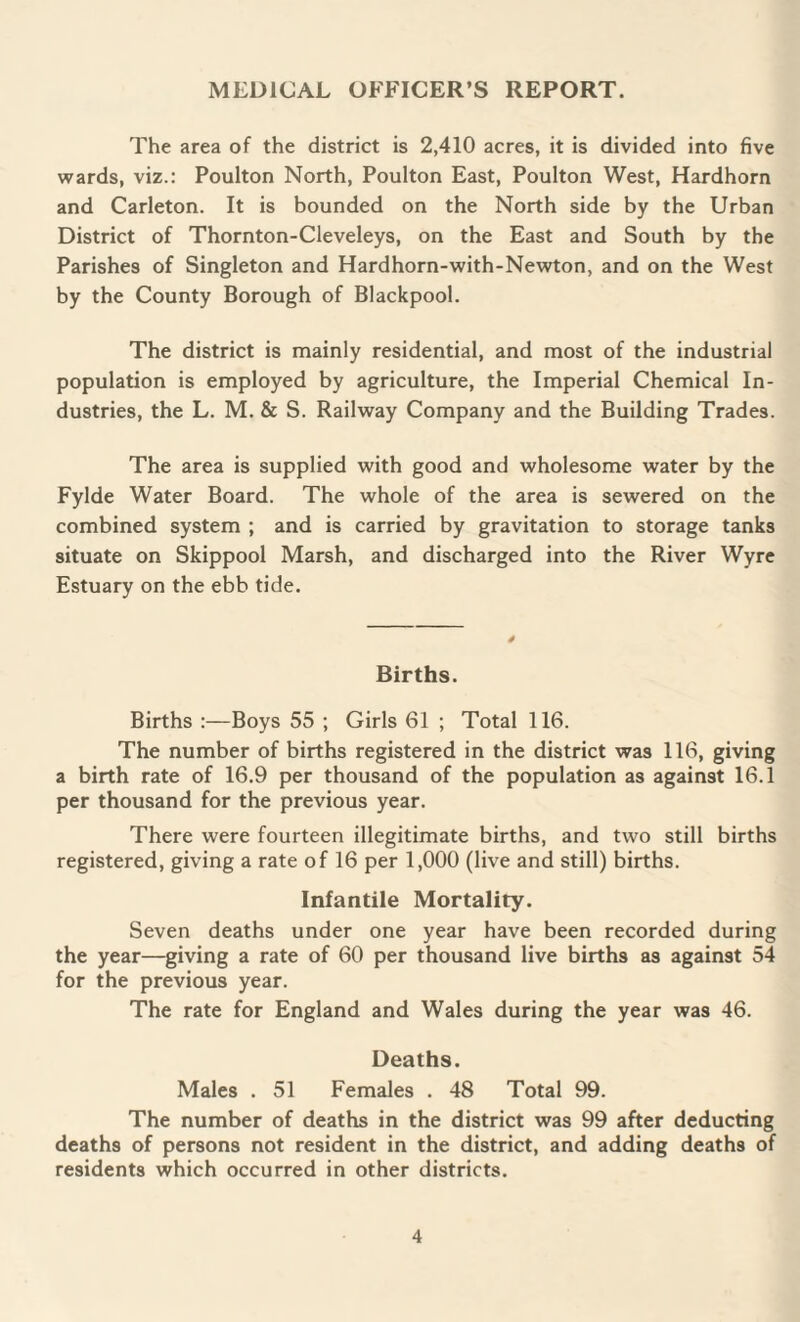 MEDICAL OFFICER'S REPORT.
The area of the district is 2,410 acres, it is divided into five
wards, viz.: Poulton North, Poulton East, Poulton West, Hardhorn
and Carleton. It is bounded on the North side by the Urban
District of Thornton-Cleveleys, on the East and South by the
Parishes of Singleton and Hardhorn-with-Newton, and on the West
by the County Borough of Blackpool.
The district is mainly residential, and most of the industrial
population is employed by agriculture, the Imperial Chemical In-
dustries, the L. M. & S. Railway Company and the Building Trades.
The area is supplied with good and wholesome water by the
Fylde Water Board. The whole of the area is sewered on the
combined system ; and is carried by gravitation to storage tanks
situate on Skippool Marsh, and discharged into the River Wyre
Estuary on the ebb tide.
Births.
Births :—Boys 55 ; Girls 61 ; Total 116.
The number of births registered in the district was 116, giving
a birth rate of 16.9 per thousand of the population as against 16.1
per thousand for the previous year.
There were fourteen illegitimate births, and two still births
registered, giving a rate of 16 per 1,000 (live and still) births.
Infantile Mortality.
Seven deaths under one year have been recorded during
the year—giving a rate of 60 per thousand live births as against 54
for the previous year.
The rate for England and Wales during the year was 46.
Deaths.
Males . 51 Females . 48 Total 99.
The number of deaths in the district was 99 after deducting
deaths of persons not resident in the district, and adding deaths of
residents which occurred in other districts.
4